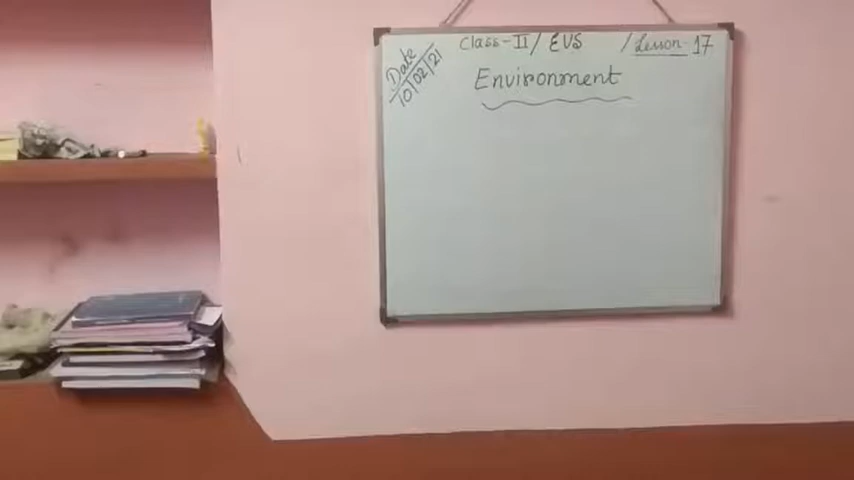 Date
10/02/21
Class-II/ EVS /Lesson-17
Environment